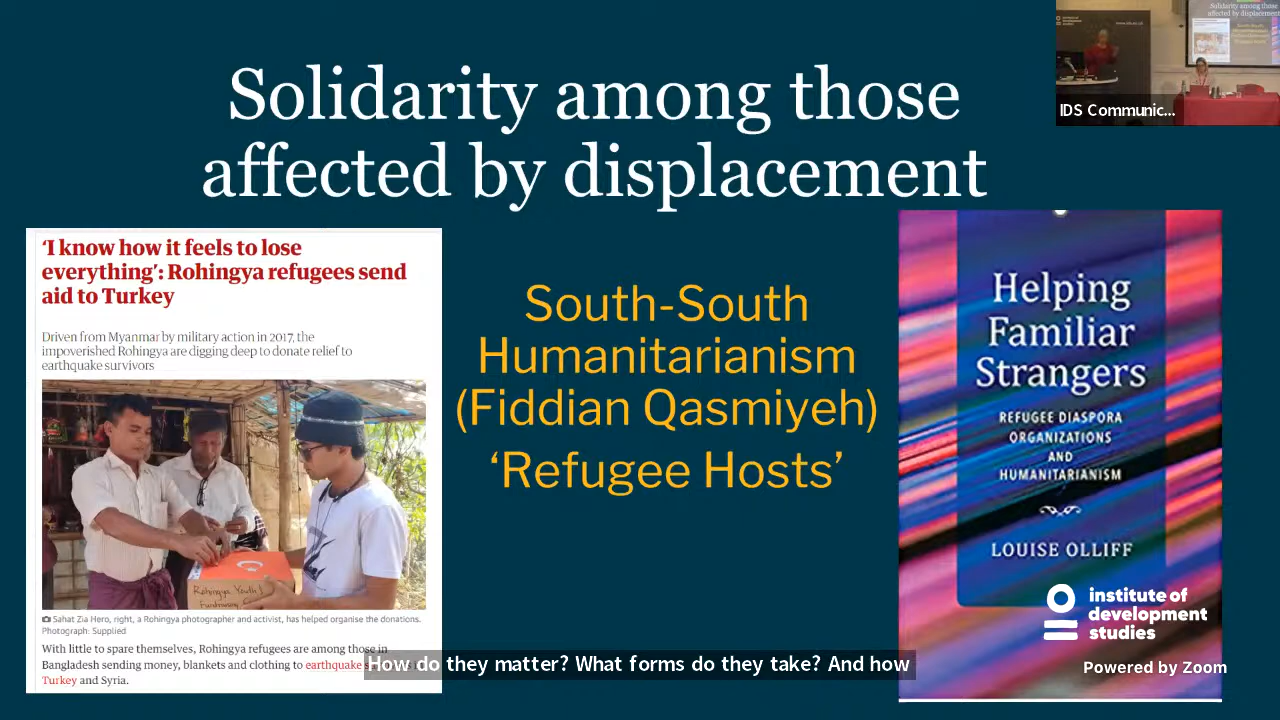 Solidarity among those
affected by displacement
IDS Communic...
‘I know how it feels to lose
everything’: Rohingya refugees send
aid to Turkey
Driven from Myanmar by military action in 2017, the
impoverished Rohingya are digging deep to donate relief to
earthquake survivors
Rohingya Youth
Fundraising
Sahat Zia Hero, right, a Rohingya photographer and activist, has helped organise the donations.
Photograph: Supplied
With little to spare themselves, Rohingya refugees are among those in
Bangladesh sending money, blankets and clothing to earthquake
Turkey and Syria.
South-South
Humanitarianism
(Fiddian Qasmiyeh)
‘Refugee Hosts’
Helping
Familiar
Strangers
REFUGEE DIASPORA
ORGANIZATIONS
AND
HUMANITARIANISM
LOUISE OLLIFF
institute of
development
studies
Powered by Zoom
How do they matter? What forms do they take? And how